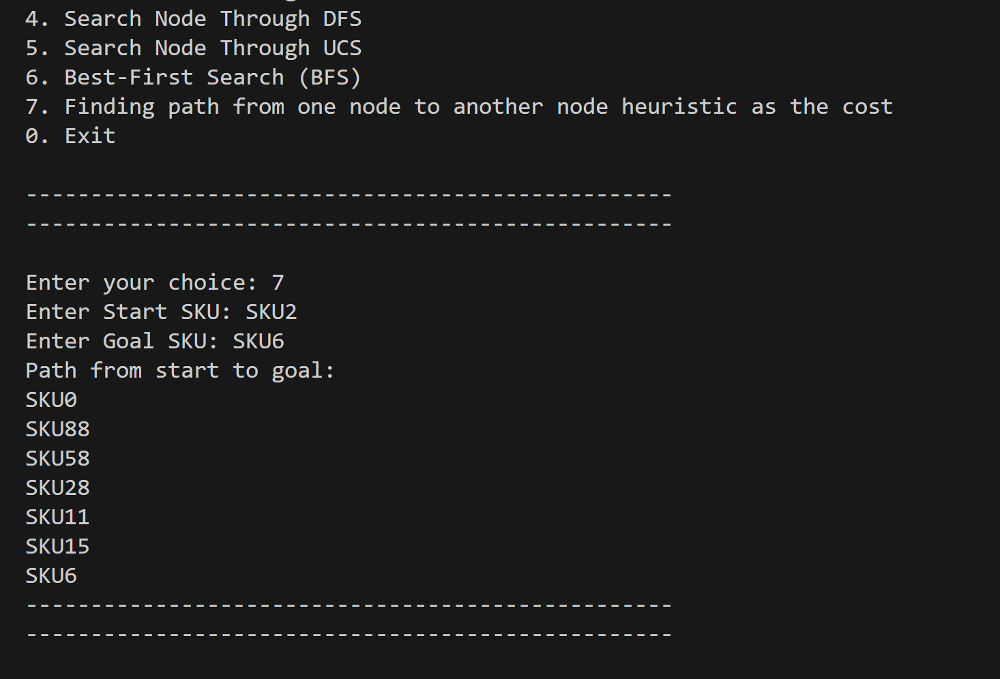 4. Search Node Through DFS
5. Search Node Through UCS
6. Best-First Search (BFS)
7. Finding path from one node to another node heuristic as the cost
0. Exit
--------------------------------------------------
--------------------------------------------------
Enter your choice: 7
Enter Start SKU: SKU2
Enter Goal SKU: SKU6
Path from start to goal:
SKU0
SKU88
SKU58
SKU28
SKU11
SKU15
SKU6
--------------------------------------------------
--------------------------------------------------